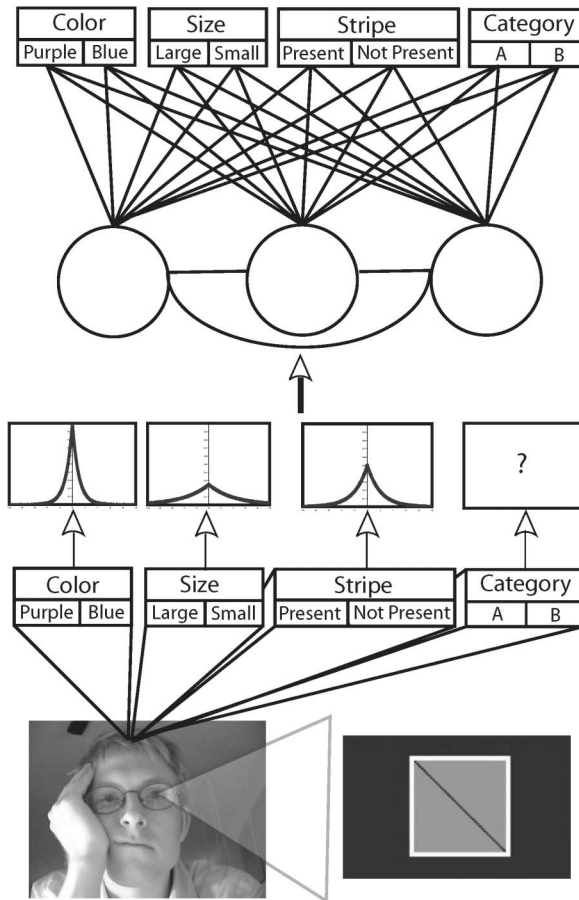 Color Size Stripe Category
Purple Blue Large Small Present Not Present A B
?
Color Size Stripe Category
Purple Blue Large Small Present Not Present A B